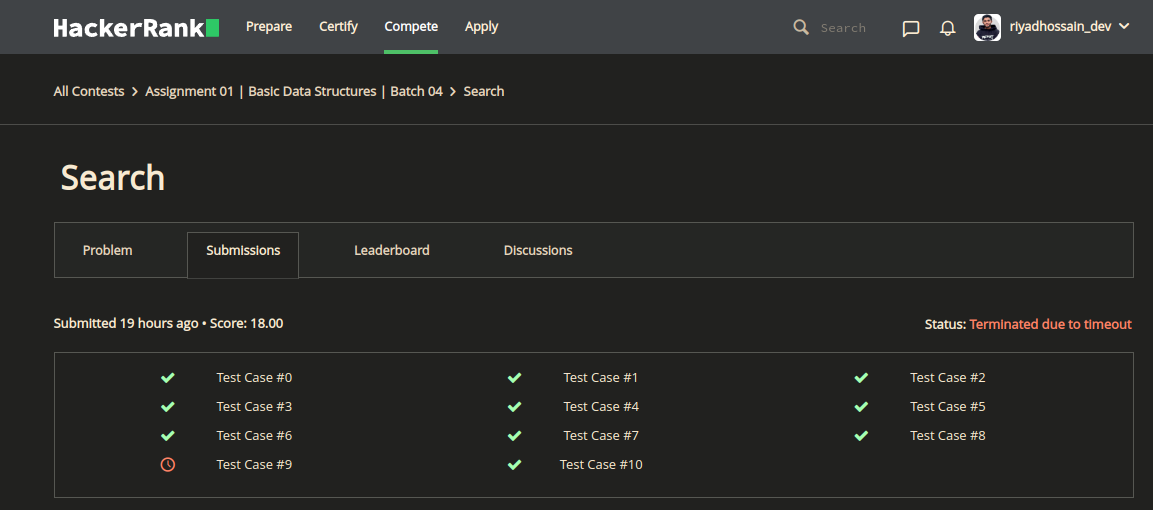 HackerRank Prepare Certify Compete Apply Search riyadhossain_dev
All Contests > Assignment 01 | Basic Data Structures | Batch 04 > Search
Search
Problem Submissions Leaderboard Discussions
Submitted 19 hours ago • Score: 18.00 Status: Terminated due to timeout
Test Case #0 Test Case #1 Test Case #2
Test Case #3 Test Case #4 Test Case #5
Test Case #6 Test Case #7 Test Case #8
Test Case #9 Test Case #10